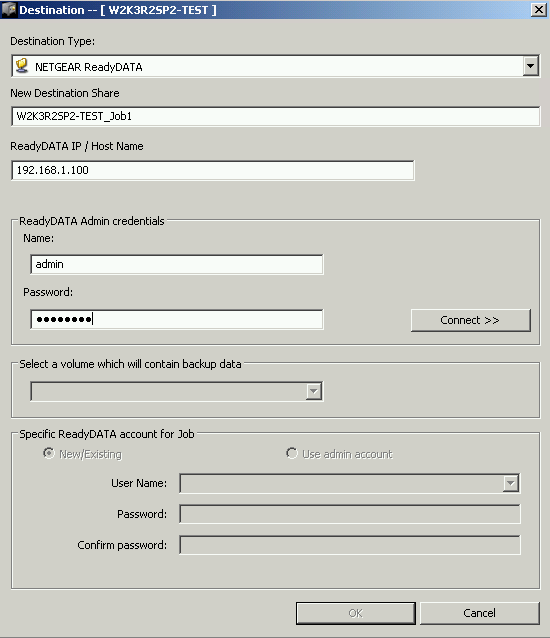 Destination -- [ W2K3R2SP2-TEST ]
Destination Type:
NETGEAR ReadyDATA
New Destination Share
W2K3R2SP2-TEST_Job1
ReadyDATA IP / Host Name
192.168.1.100
ReadyDATA Admin credentials
Name:
admin
Password:
●●●●●●●●
Connect >>
Select a volume which will contain backup data
Specific ReadyDATA account for Job
New/Existing Use admin account
User Name:
Password:
Confirm password:
OK Cancel